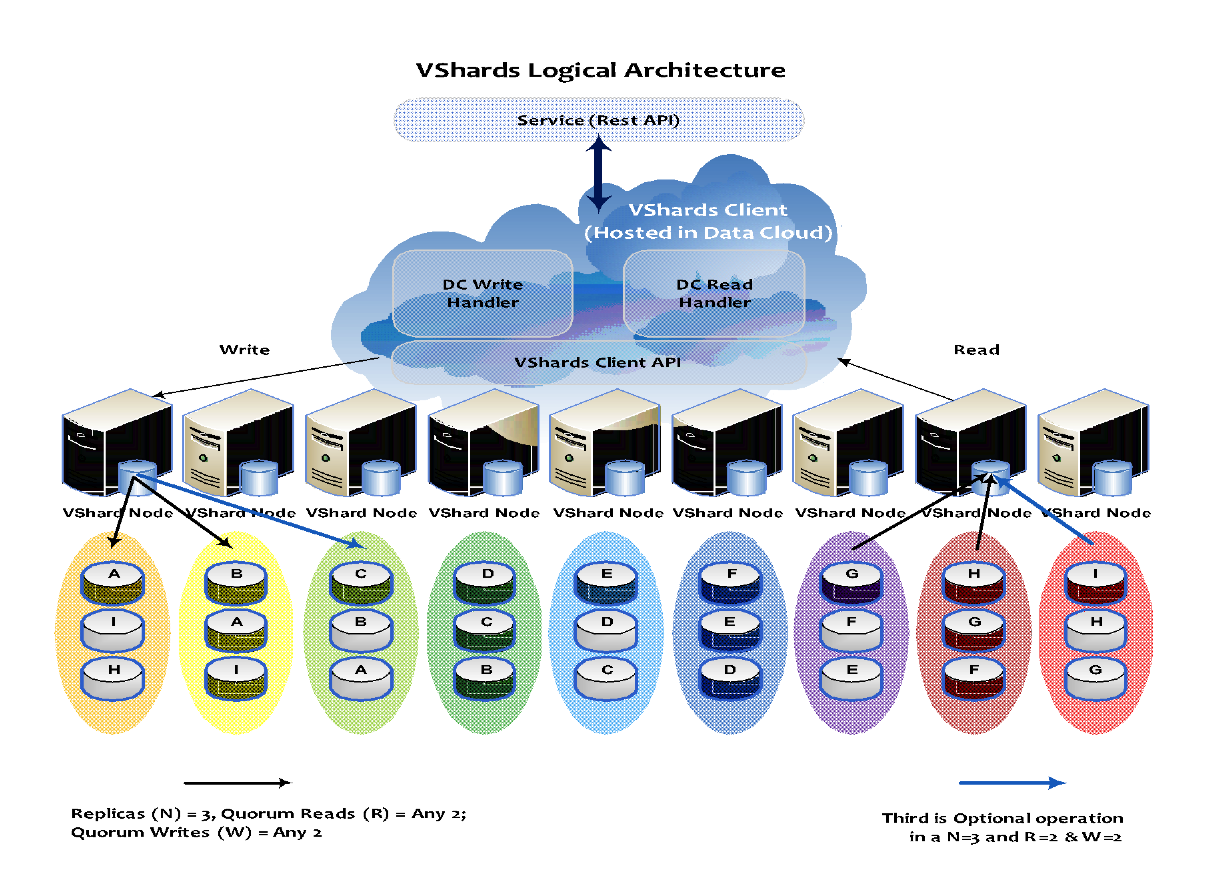 VShards Logical Architecture
Service (Rest API)
VShards Client
(Hosted in Data Cloud)
DC Write
Handler
DC Read
Handler
Write
VShards Client API
Read
VShard Node VShard Node VShard Node VShard Node VShard Node VShard Node VShard Node VShard Node VShard Node
A B C D E F G H I
I A B C D E F G H
H I A B C D E F G
Replicas (N) = 3, Quorum Reads (R) = Any 2;
Quorum Writes (W) = Any 2
Third is Optional operation
in a N=3 and R=2 & W=2